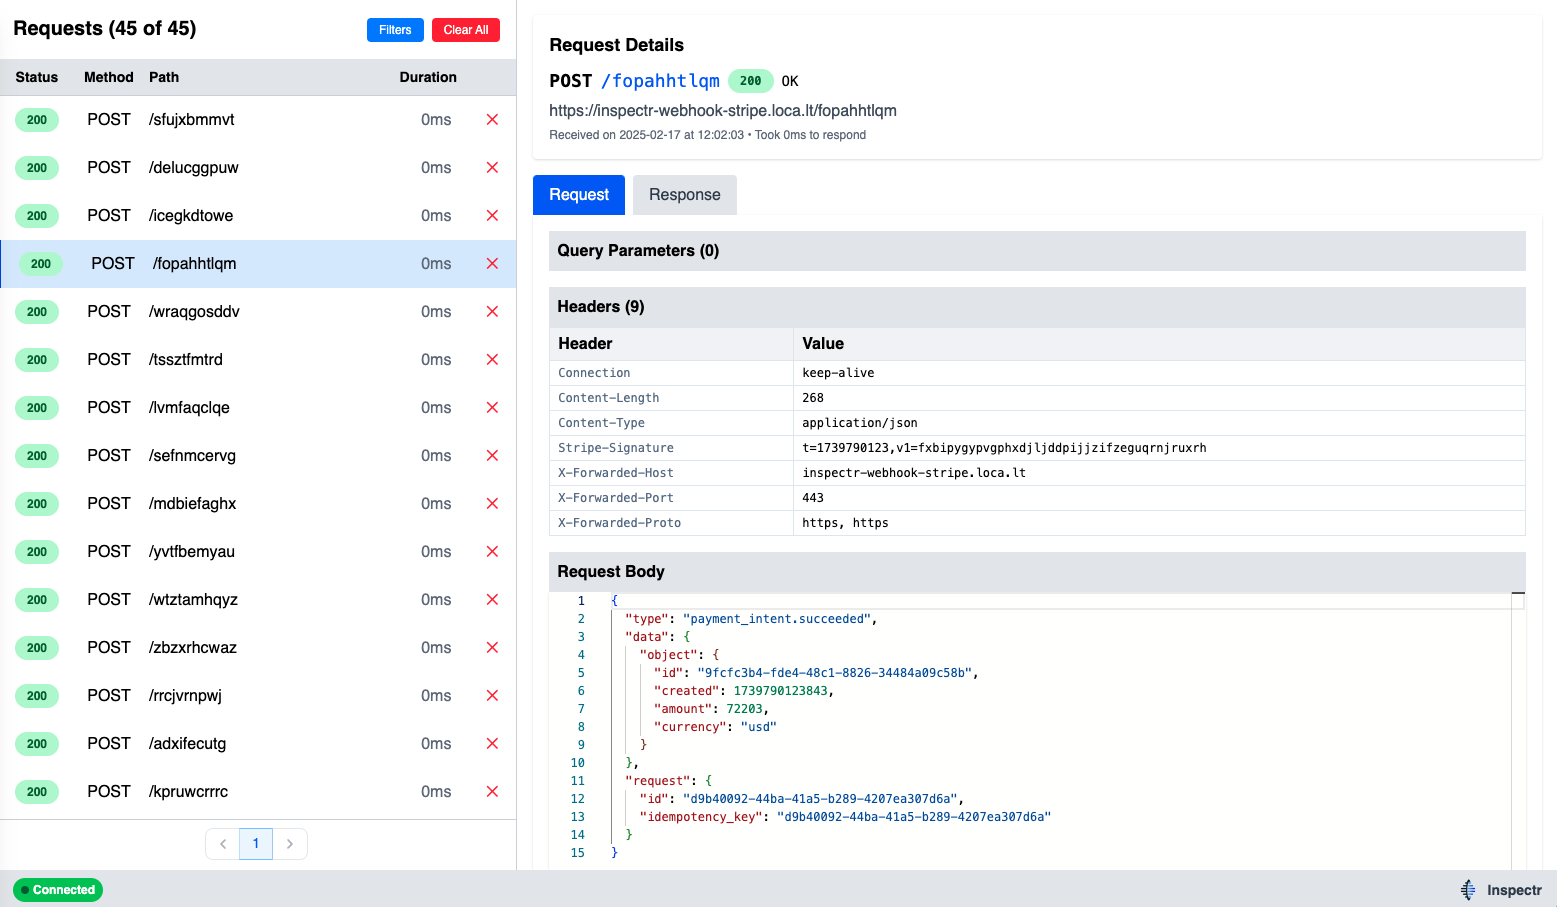 Requests (45 of 45)
Filters
Clear All
Status Method Path Duration
200 POST /sfujxbmmvt 0ms
200 POST /delucggpuw 0ms
200 POST /icegkdtowe 0ms
200 POST /fopahhtlqm 0ms
200 POST /wraqgosddv 0ms
200 POST /tssztfmtrd 0ms
200 POST /lvmfaqclqe 0ms
200 POST /sefnmcervg 0ms
200 POST /mdbiefaghx 0ms
200 POST /yvtfbemyau 0ms
200 POST /wtztamhqyz 0ms
200 POST /zbzxrhcwaz 0ms
200 POST /rrcjvrnpwj 0ms
200 POST /adxifecutg 0ms
200 POST /kpruwcrrrc 0ms
1
Request Details
POST /fopahhtlqm 200 OK
https://inspectr-webhook-stripe.loca.lt/fopahhtlqm
Received on 2025-02-17 at 12:02:03 • Took 0ms to respond
Request
Response
Query Parameters (0)
Headers (9)
Header Value
Connection keep-alive
Content-Length 268
Content-Type application/json
Stripe-Signature t=1739790123,v1=fxbipygypvgphxdjljddpijjzifzeguqrnjruxrh
X-Forwarded-Host inspectr-webhook-stripe.loca.lt
X-Forwarded-Port 443
X-Forwarded-Proto https, https
Request Body
1 {
2 "type": "payment_intent.succeeded",
3 "data": {
4 "object": {
5 "id": "9fcfc3b4-fde4-48c1-8826-34484a09c58b",
6 "created": 1739790123843,
7 "amount": 72203,
8 "currency": "usd"
9 }
10 },
11 "request": {
12 "id": "d9b40092-44ba-41a5-b289-4207ea307d6a",
13 "idempotency_key": "d9b40092-44ba-41a5-b289-4207ea307d6a"
14 }
15 }
Connected
Inspectr